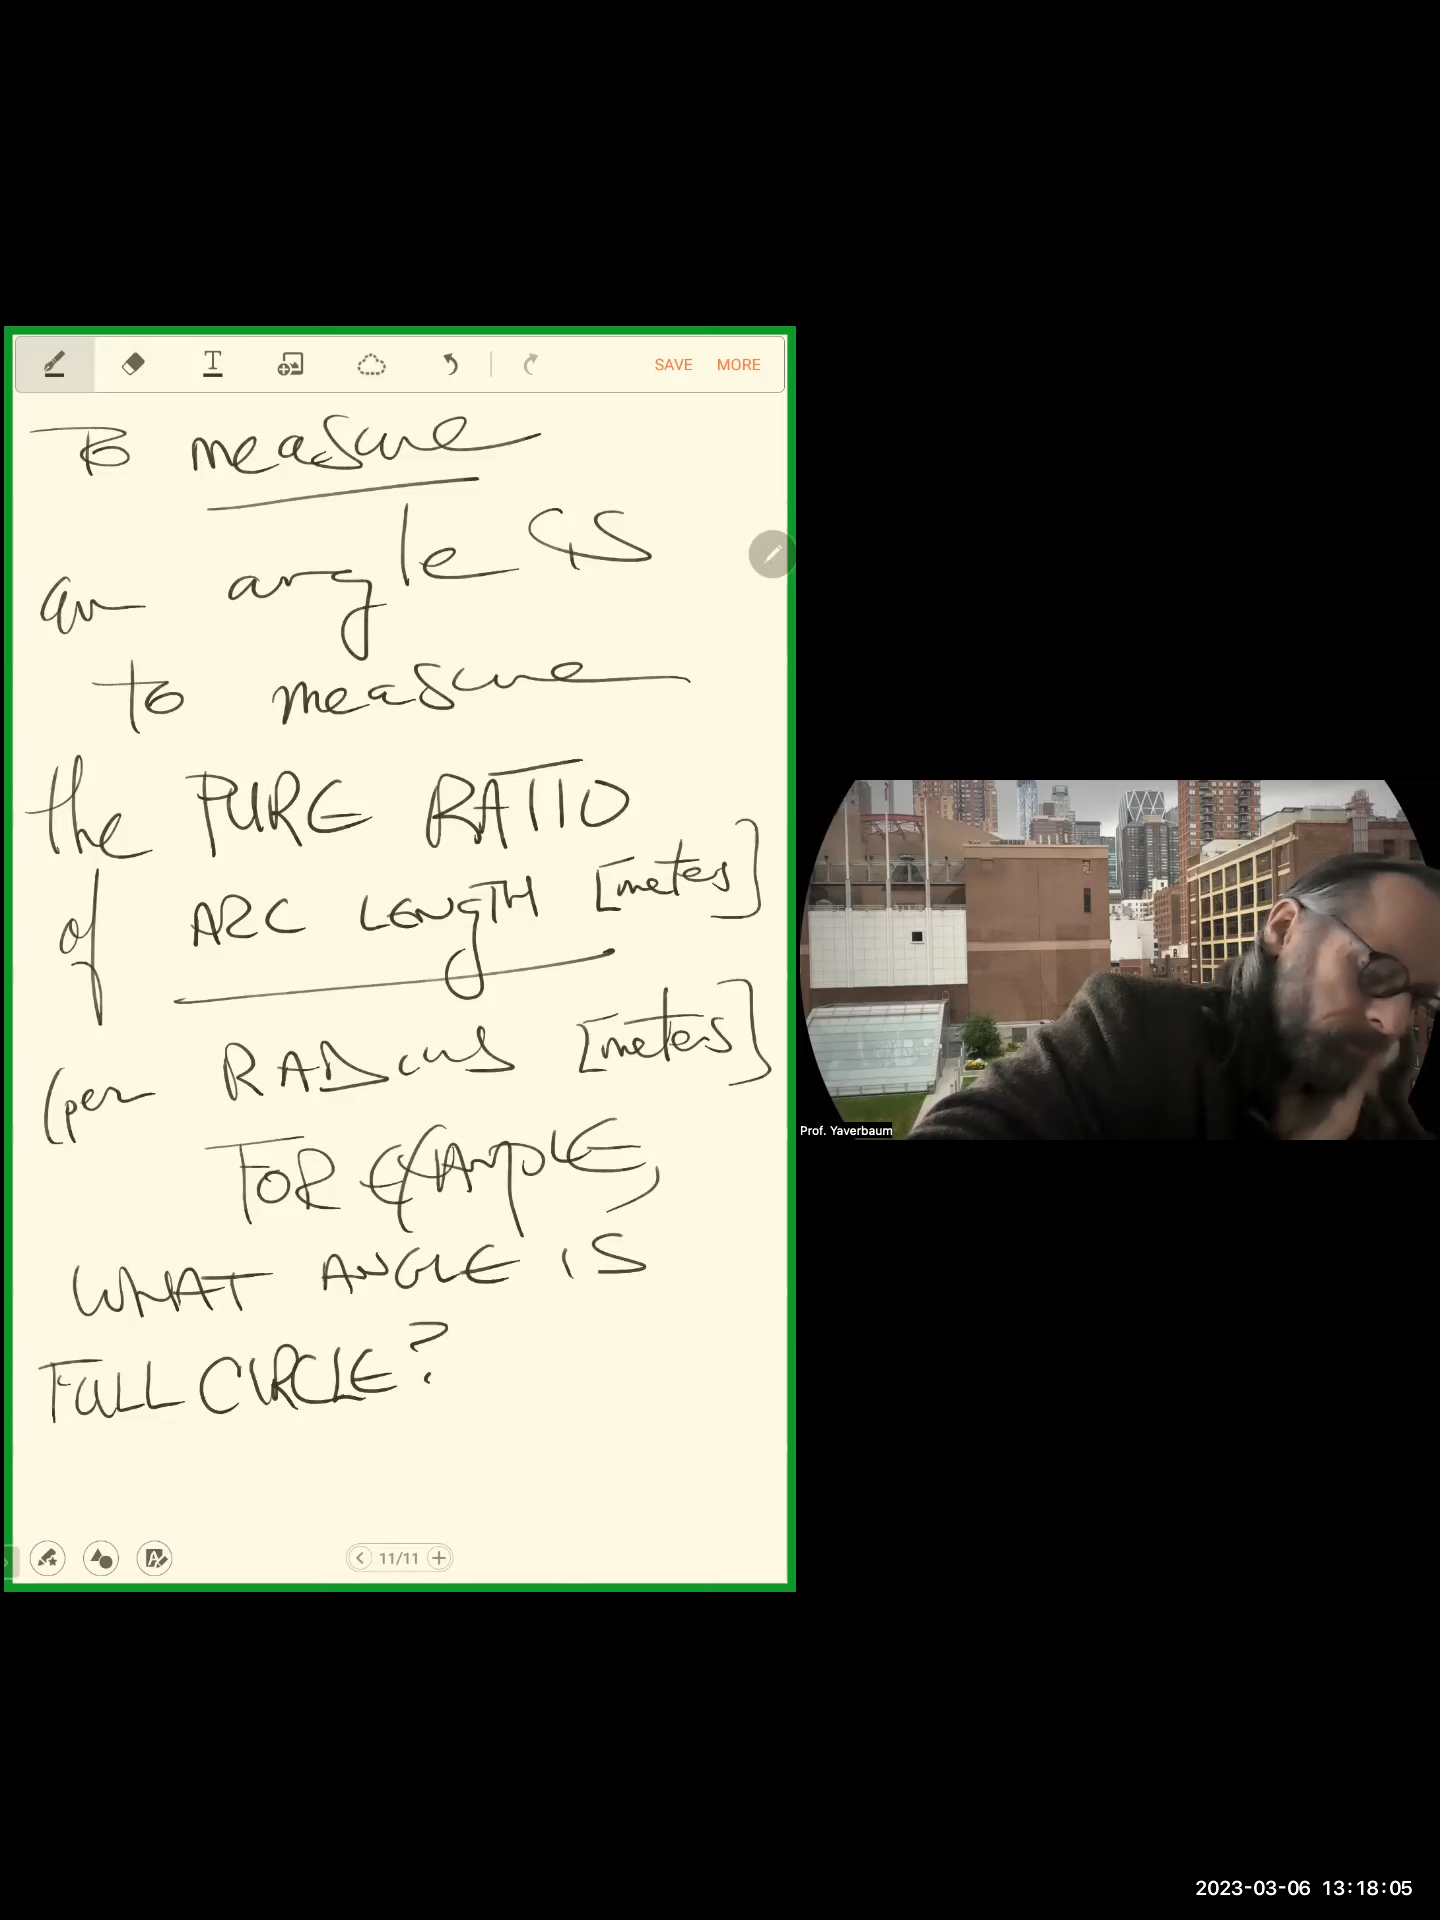 T
SAVE
MORE
To measure
an angle is
to measure
the PURE RATIO
of ARC LENGTH [meters]
(per RADIUS [meters]
FOR EXAMPLE,
WHAT ANGLE IS
FULL CIRCLE?
A
11/11
Prof. Yaverbaum
2023-03-06 13:18:05